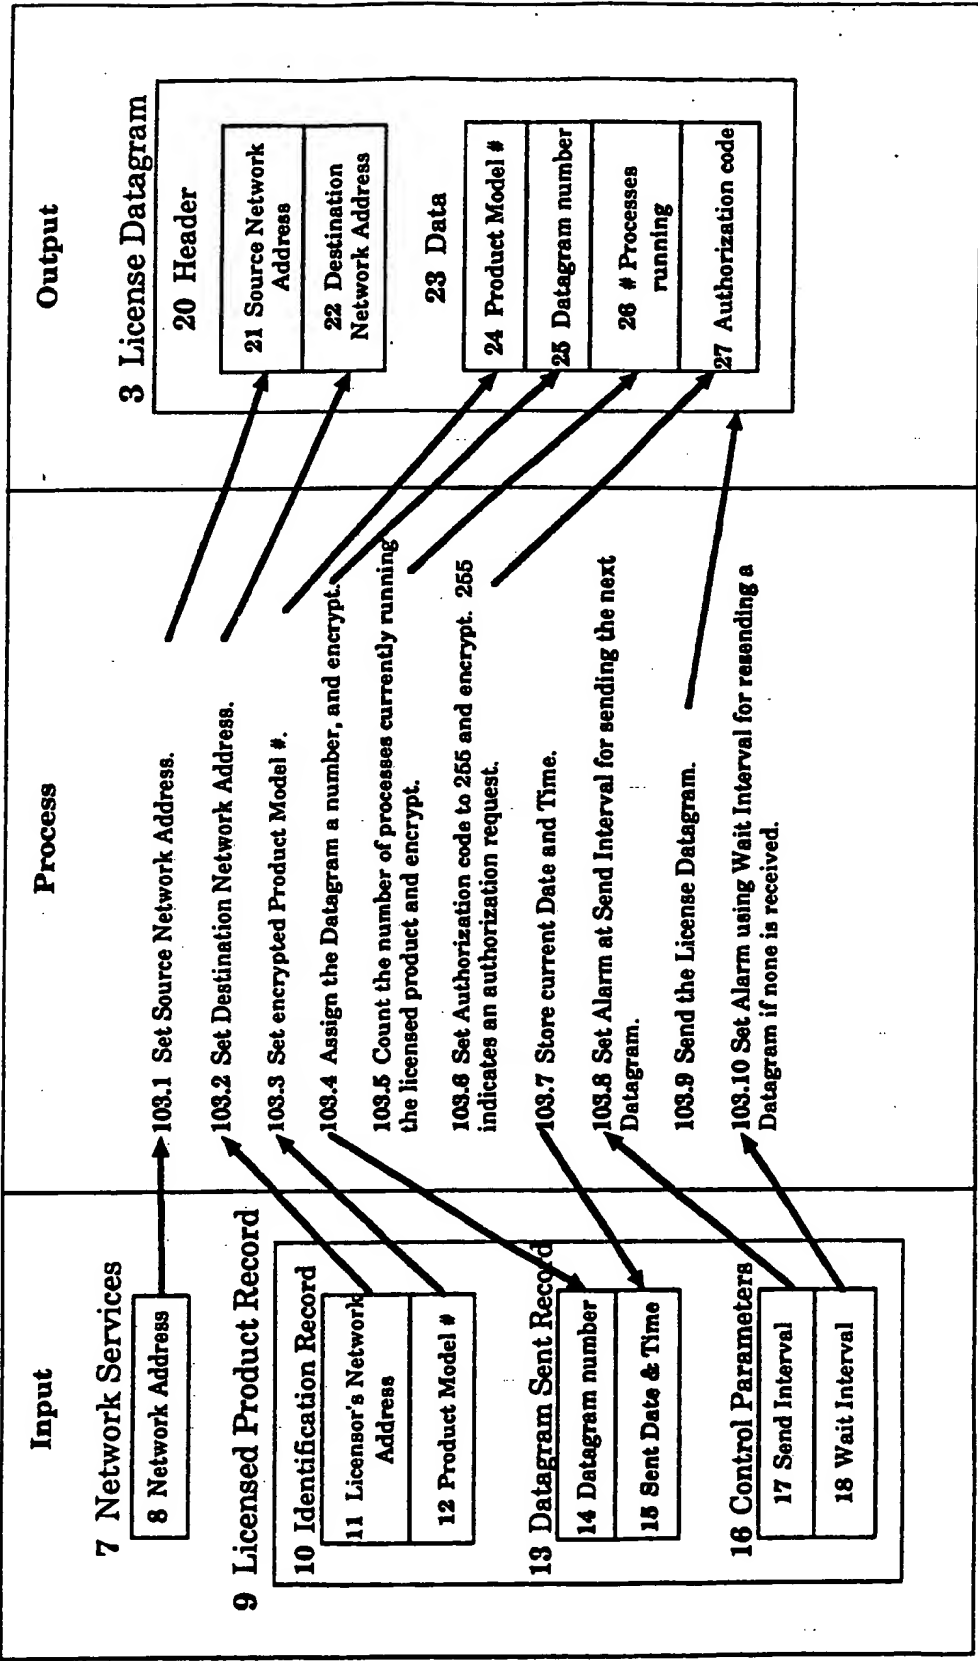 Input
7 Network Services
8 Network Address
9 Licensed Product Record
10 Identification Record
11 Licensor's Network
Address
12 Product Model #
13 Datagram Sent Record
14 Datagram number
15 Sent Date & Time
16 Control Parameters
17 Send Interval
18 Wait Interval
Process
103.1 Set Source Network Address.
103.2 Set Destination Network Address.
103.3 Set encrypted Product Model #.
103.4 Assign the Datagram a number, and encrypt.
103.5 Count the number of processes currently running
the licensed product and encrypt.
103.6 Set Authorization code to 255 and encrypt. 255
indicates an authorization request.
103.7 Store current Date and Time.
103.8 Set Alarm at Send Interval for sending the next
Datagram.
103.9 Send the License Datagram.
103.10 Set Alarm using Wait Interval for resending a
Datagram if none is received.
Output
3 License Datagram
20 Header
21 Source Network
Address
22 Destination
Network Address
23 Data
24 Product Model #
25 Datagram number
26 # Processes
running
27 Authorization code